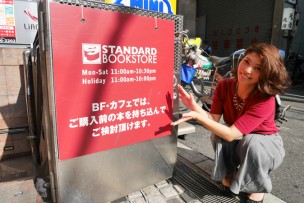 STANDARD
BOOKSTORE
Mon-Sat 11:00am-10:30pm
Holiday 11:00am-10:00pm
BF-カフェでは、
ご購入前の本を持ち込んで
ご検討頂けます。